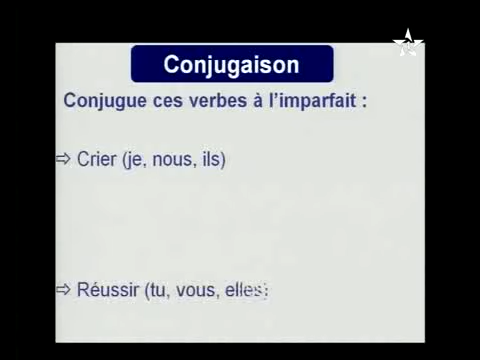 Conjugaison
Conjugue ces verbes à l'imparfait :
⇨ Crier (je, nous, ils)
⇨ Réussir (tu, vous, elles)